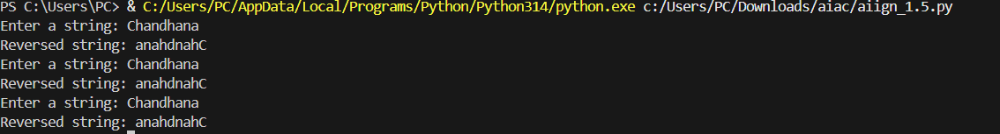 PS C:\Users\PC> & C:/Users/PC/AppData/Local/Programs/Python/Python314/python.exe c:/Users/PC/Downloads/aiac/aiign_1.5.py
Enter a string: Chandhana
Reversed string: anahdnahC
Enter a string: Chandhana
Reversed string: anahdnahC
Enter a string: Chandhana
Reversed string: anahdnahC